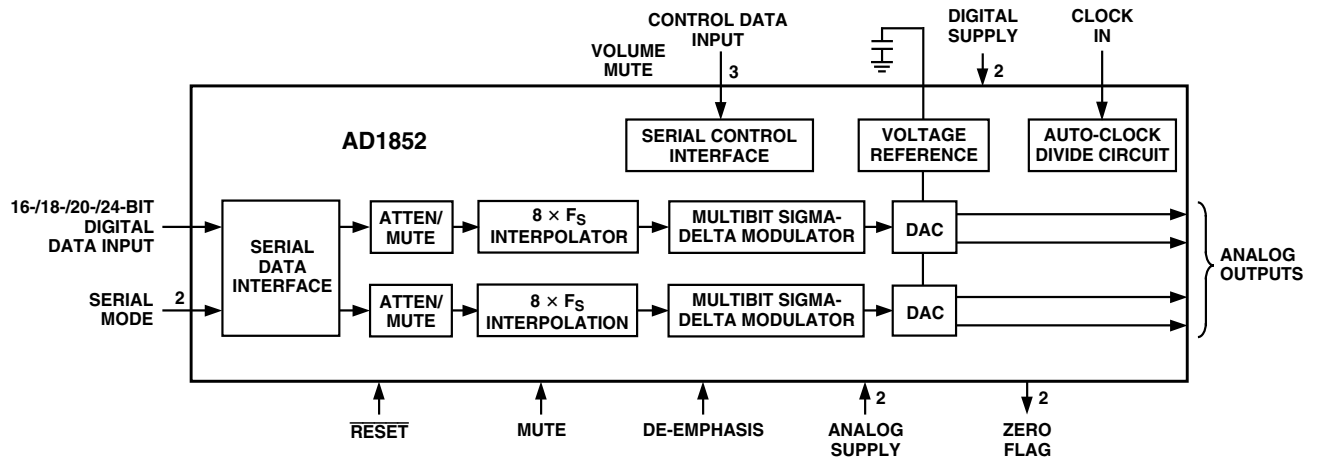 CONTROL DATA
INPUT
VOLUME
MUTE
3
DIGITAL
SUPPLY
2
CLOCK
IN
AD1852
SERIAL CONTROL
INTERFACE
VOLTAGE
REFERENCE
AUTO-CLOCK
DIVIDE CIRCUIT
16-/18-/20-/24-BIT
DIGITAL
DATA INPUT
SERIAL
MODE
2
SERIAL
DATA
INTERFACE
ATTEN/
MUTE
8 × FS
INTERPOLATOR
MULTIBIT SIGMA-
DELTA MODULATOR
DAC
ATTEN/
MUTE
8 × FS
INTERPOLATION
MULTIBIT SIGMA-
DELTA MODULATOR
DAC
ANALOG
OUTPUTS
RESET
MUTE
DE-EMPHASIS
2
ANALOG
SUPPLY
2
ZERO
FLAG